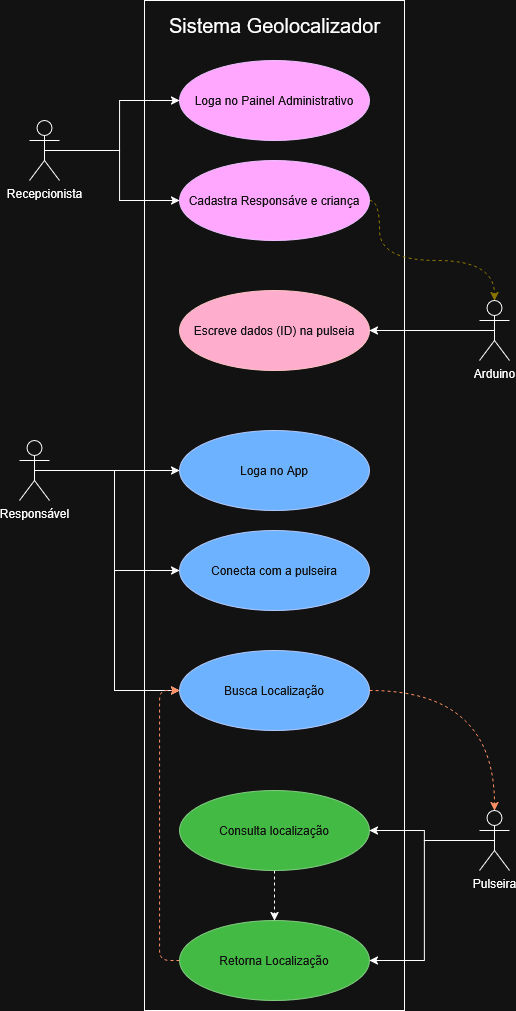 Sistema Geolocalizador
Loga no Painel Administrativo
Recepcionista
Cadastra Responsáve e criança
Escreve dados (ID) na pulseia
Arduino
Loga no App
Responsável
Conecta com a pulseira
Busca Localização
Consulta localização
Pulseira
Retorna Localização